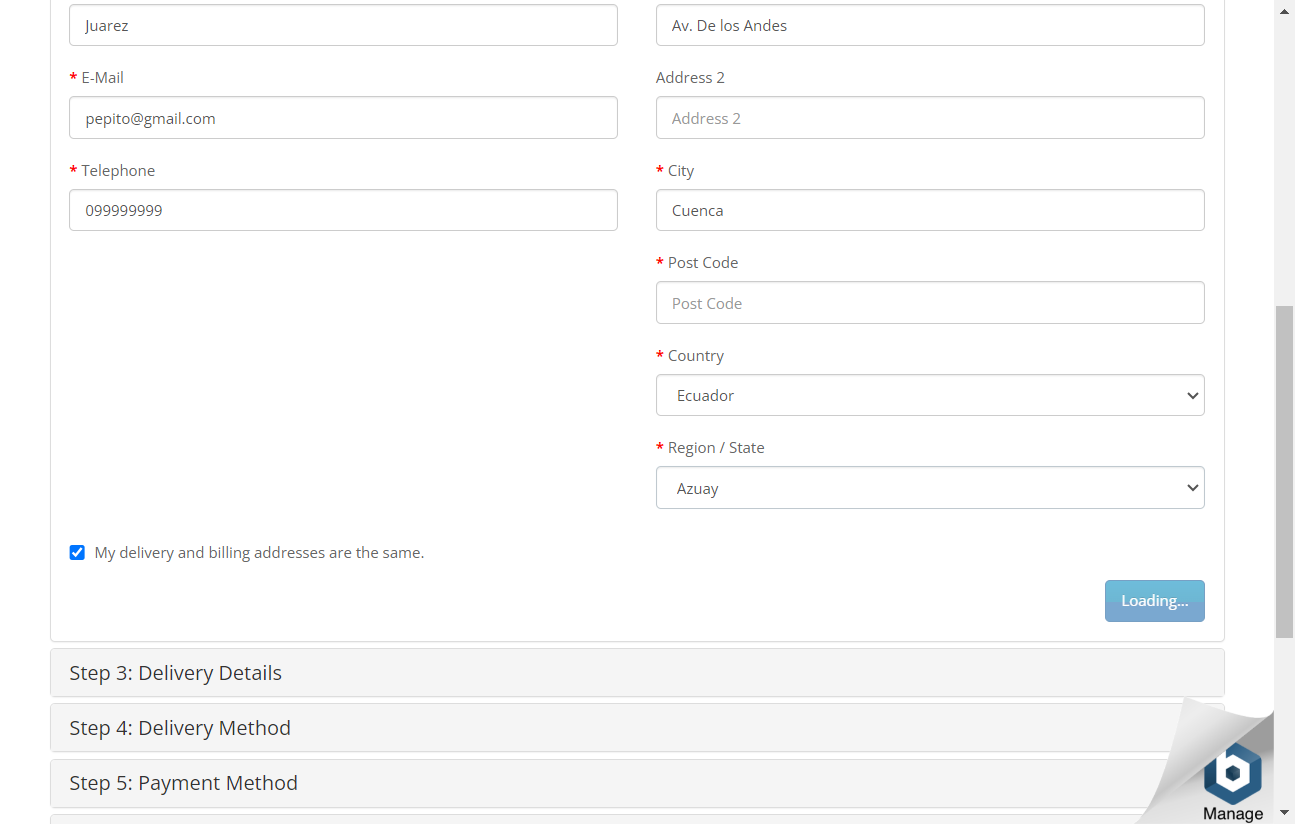 Juarez
Av. De los Andes
* E-Mail
Address 2
pepito@gmail.com
Address 2
* Telephone
* City
099999999
Cuenca
* Post Code
Post Code
* Country
Ecuador
* Region / State
Azuay
My delivery and billing addresses are the same.
Loading...
Step 3: Delivery Details
Step 4: Delivery Method
Step 5: Payment Method
Manage